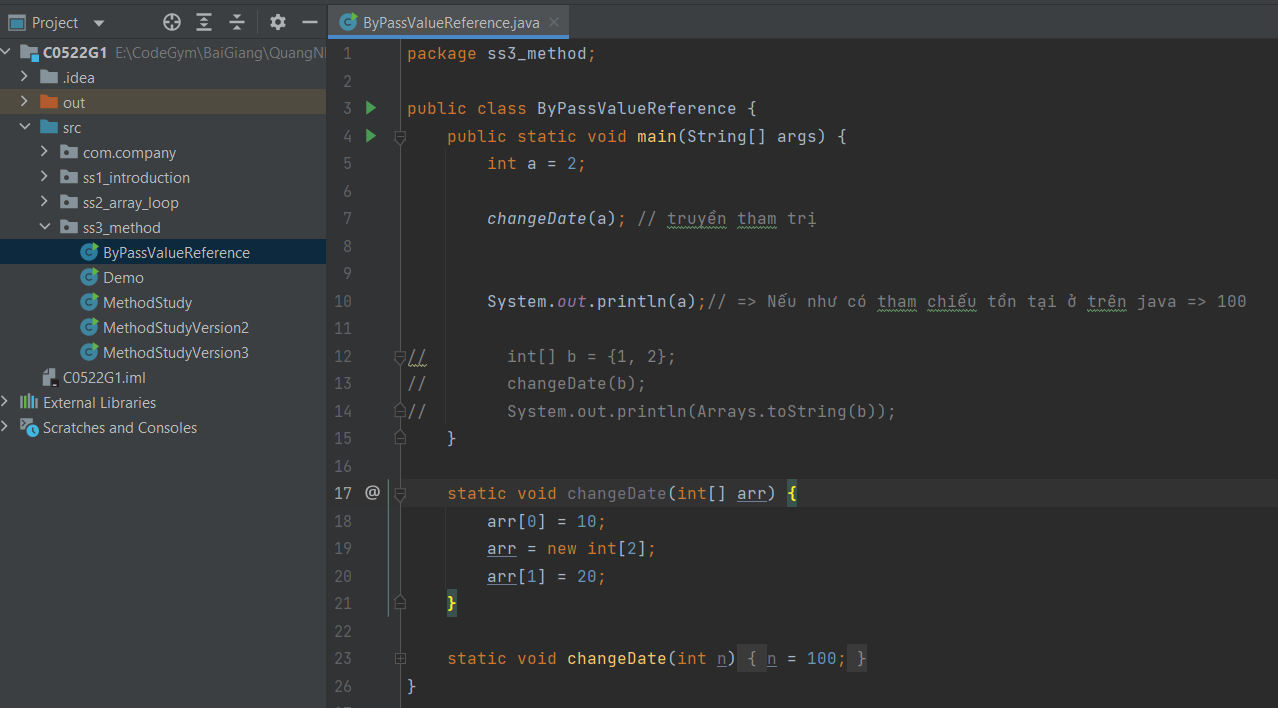 Project
C0522G1 E:\CodeGym\BaiGiang\QuangN
.idea
out
src
com.company
ss1_introduction
ss2_array_loop
ss3_method
ByPassValueReference
Demo
MethodStudy
MethodStudyVersion2
MethodStudyVersion3
C0522G1.iml
External Libraries
Scratches and Consoles
ByPassValueReference.java
1 package ss3_method;
2
3 public class ByPassValueReference {
4 public static void main(String[] args) {
5 int a = 2;
6
7 changeDate(a); // truyền tham trị
8
9
10 System.out.println(a);// => Nếu như có tham chiếu tồn tại ở trên java => 100
11
12 // int[] b = {1, 2};
13 // changeDate(b);
14 // System.out.println(Arrays.toString(b));
15 }
16
17 @ static void changeDate(int[] arr) {
18 arr[0] = 10;
19 arr = new int[2];
20 arr[1] = 20;
21 }
22
23 static void changeDate(int n) { n = 100; }
26 }